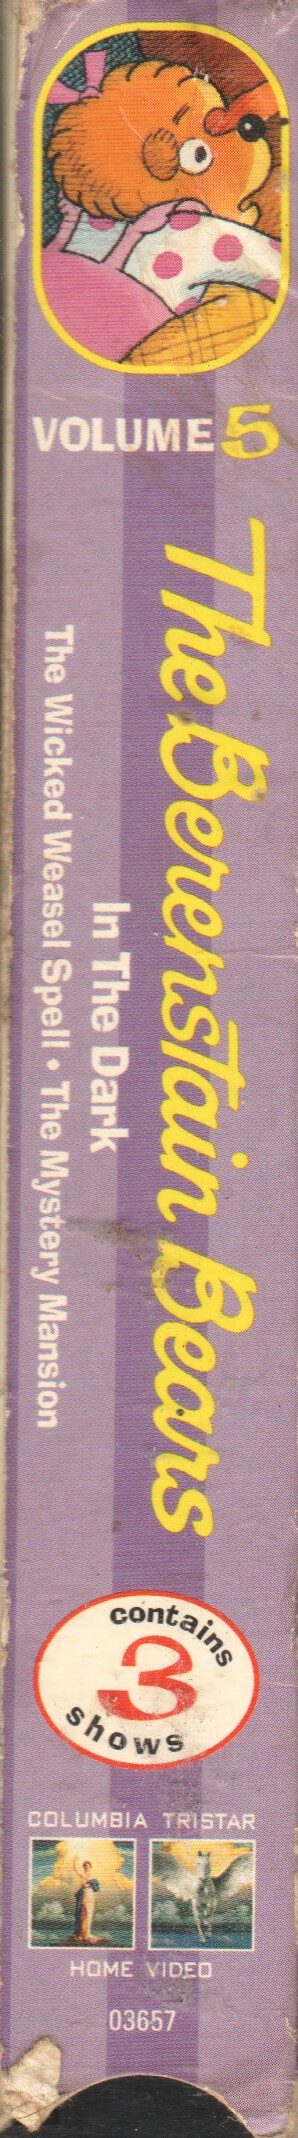 VOLUME 5
The Berenstain Bears
In The Dark
The Wicked Weasel Spell • The Mystery Mansion
contains
3
shows
COLUMBIA TRISTAR
HOME VIDEO
03657